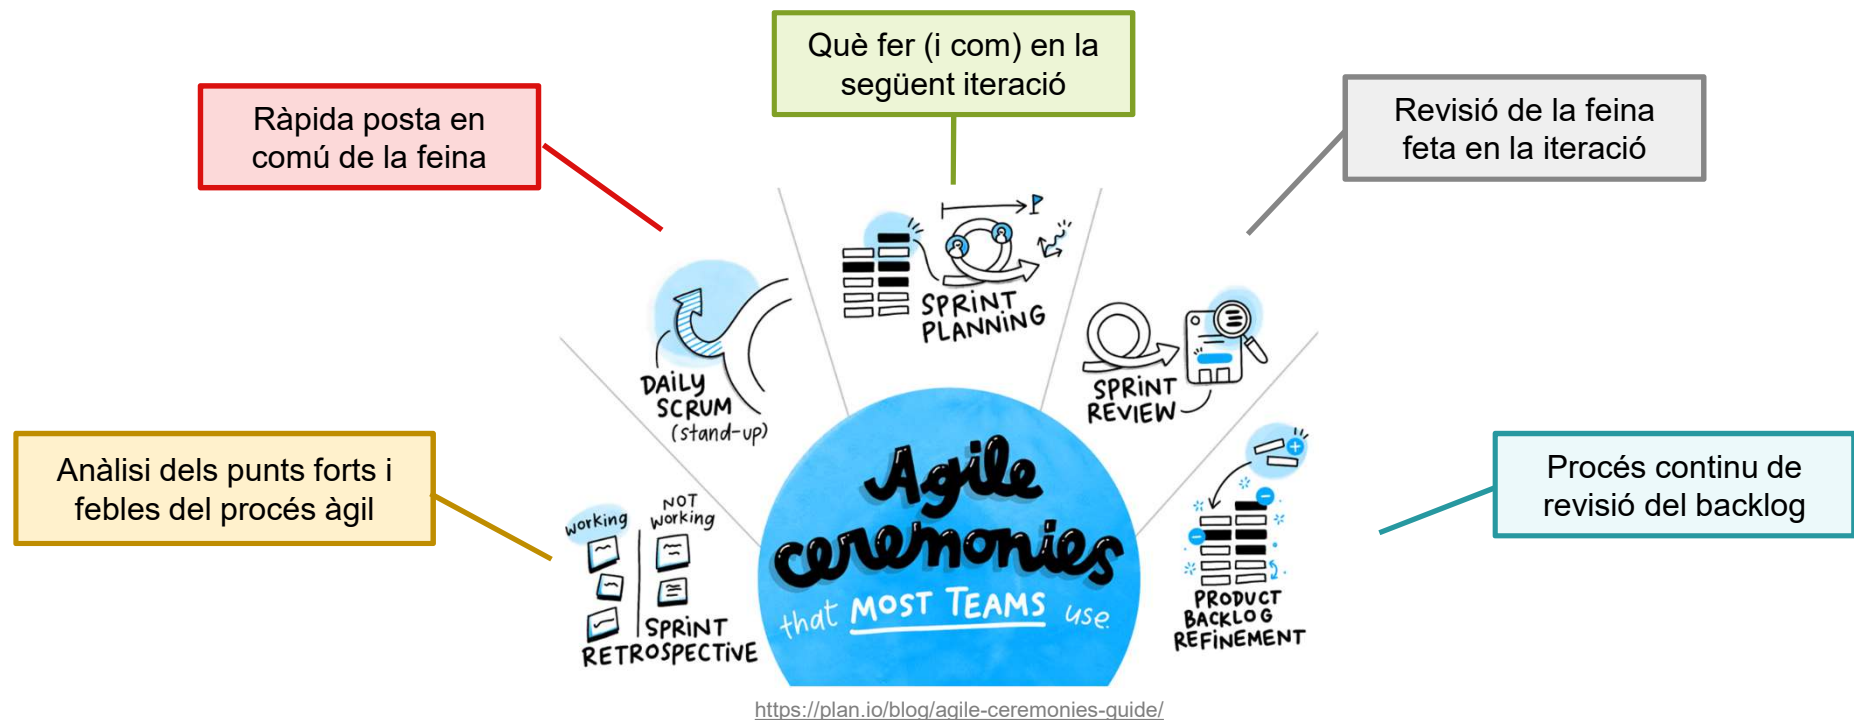 Què fer (i com) en la
següent iteració
Ràpida posta en
comú de la feina
Revisió de la feina
feta en la iteració
SPRINT
PLANNING
DAILY
SCRUM
(stand-up)
SPRINT
REVIEW
Anàlisi dels punts forts i
febles del procés àgil
Procés continu de
revisió del backlog
working
NOT
working
SPRINT
RETROSPECTIVE
Agile
ceremonies
that MOST TEAMS use.
PRODUCT
BACKLOG
REFINEMENT
https://plan.io/blog/agile-ceremonies-guide/